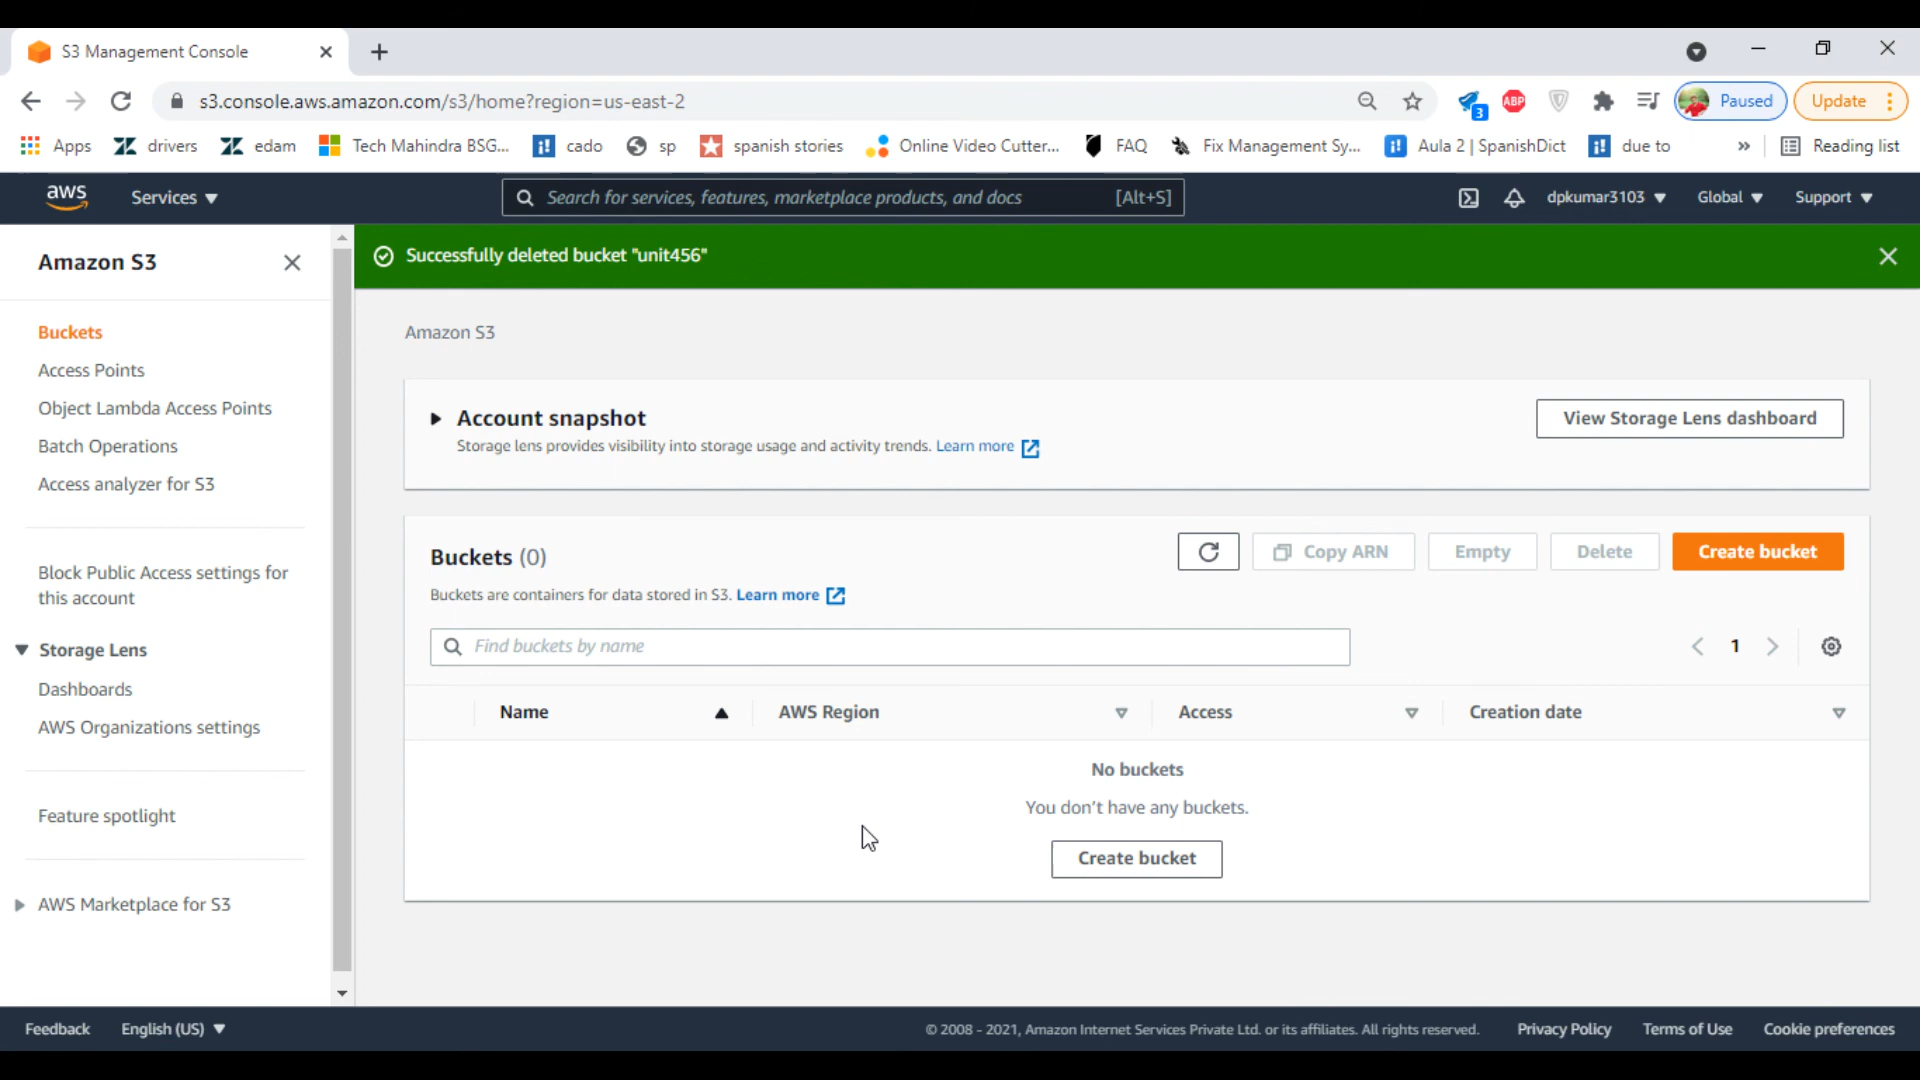 S3 Management Console
s3.console.aws.amazon.com/s3/home?region=us-east-2
3
ABP
Paused
Update
Apps
drivers
edam
Tech Mahindra BSG...
cado
sp
spanish stories
Online Video Cutter...
FAQ
Fix Management Sy...
Aula 2 | SpanishDict
due to
»
Reading list
aws
Services
Search for services, features, marketplace products, and docs
[Alt+S]
dpkumar3103
Global
Support
Amazon S3
Successfully deleted bucket "unit456"
Buckets
Access Points
Object Lambda Access Points
Batch Operations
Access analyzer for S3
Block Public Access settings for
this account
Storage Lens
Dashboards
AWS Organizations settings
Feature spotlight
AWS Marketplace for S3
Amazon S3
Account snapshot
Storage lens provides visibility into storage usage and activity trends. Learn more
View Storage Lens dashboard
Buckets (0)
Copy ARN
Empty
Delete
Create bucket
Buckets are containers for data stored in S3. Learn more
Find buckets by name
1
Name
AWS Region
Access
Creation date
No buckets
You don't have any buckets.
Create bucket
Feedback
English (US)
© 2008 - 2021, Amazon Internet Services Private Ltd. or its affiliates. All rights reserved.
Privacy Policy
Terms of Use
Cookie preferences